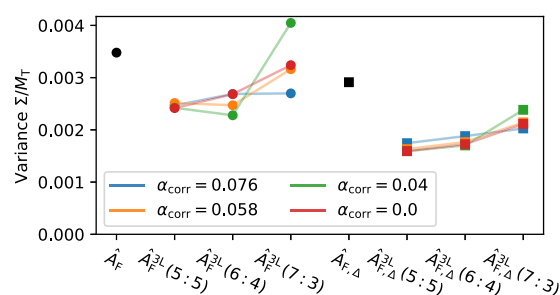 0.004
0.003
0.002
0.001
0.000
Variance Σ/M_T
α_corr = 0.076
α_corr = 0.058
α_corr = 0.04
α_corr = 0.0
Â_F
Â_F^3L (5:5)
Â_F^3L (6:4)
Â_F^3L (7:3)
Â_F,Δ
Â_F,Δ^3L (5:5)
Â_F,Δ^3L (6:4)
Â_F,Δ^3L (7:3)